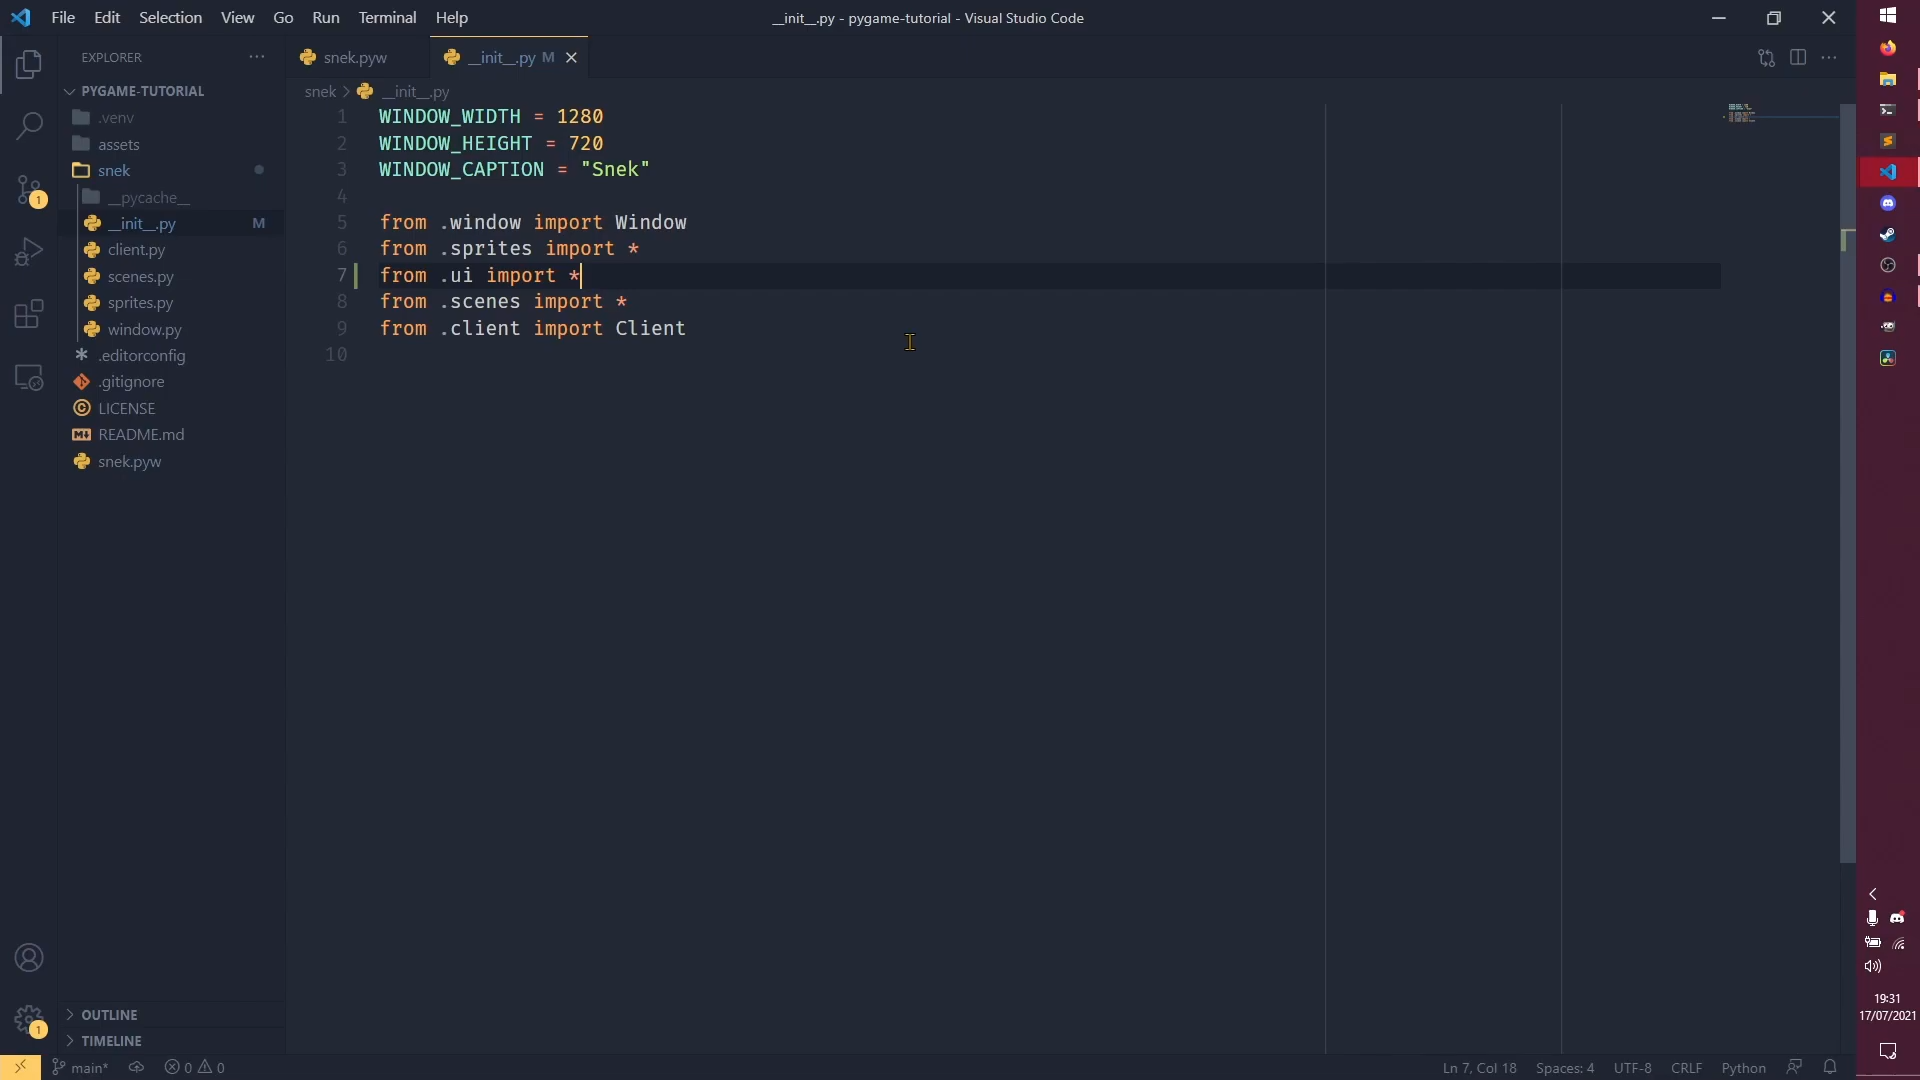 File Edit Selection View Go Run Terminal Help
__init__.py - pygame-tutorial - Visual Studio Code
EXPLORER
PYGAME-TUTORIAL
.venv
assets
snek
__pycache__
__init__.py M
client.py
scenes.py
sprites.py
window.py
.editorconfig
.gitignore
LICENSE
README.md
snek.pyw
OUTLINE
TIMELINE
1
1
snek.pyw
__init__.py M
snek > __init__.py
1 WINDOW_WIDTH = 1280
2 WINDOW_HEIGHT = 720
3 WINDOW_CAPTION = "Snek"
4
5 from .window import Window
6 from .sprites import *
7 from .ui import *
8 from .scenes import *
9 from .client import Client
10
main* 0 0
Ln 7, Col 18 Spaces: 4 UTF-8 CRLF Python
19:31
17/07/2021